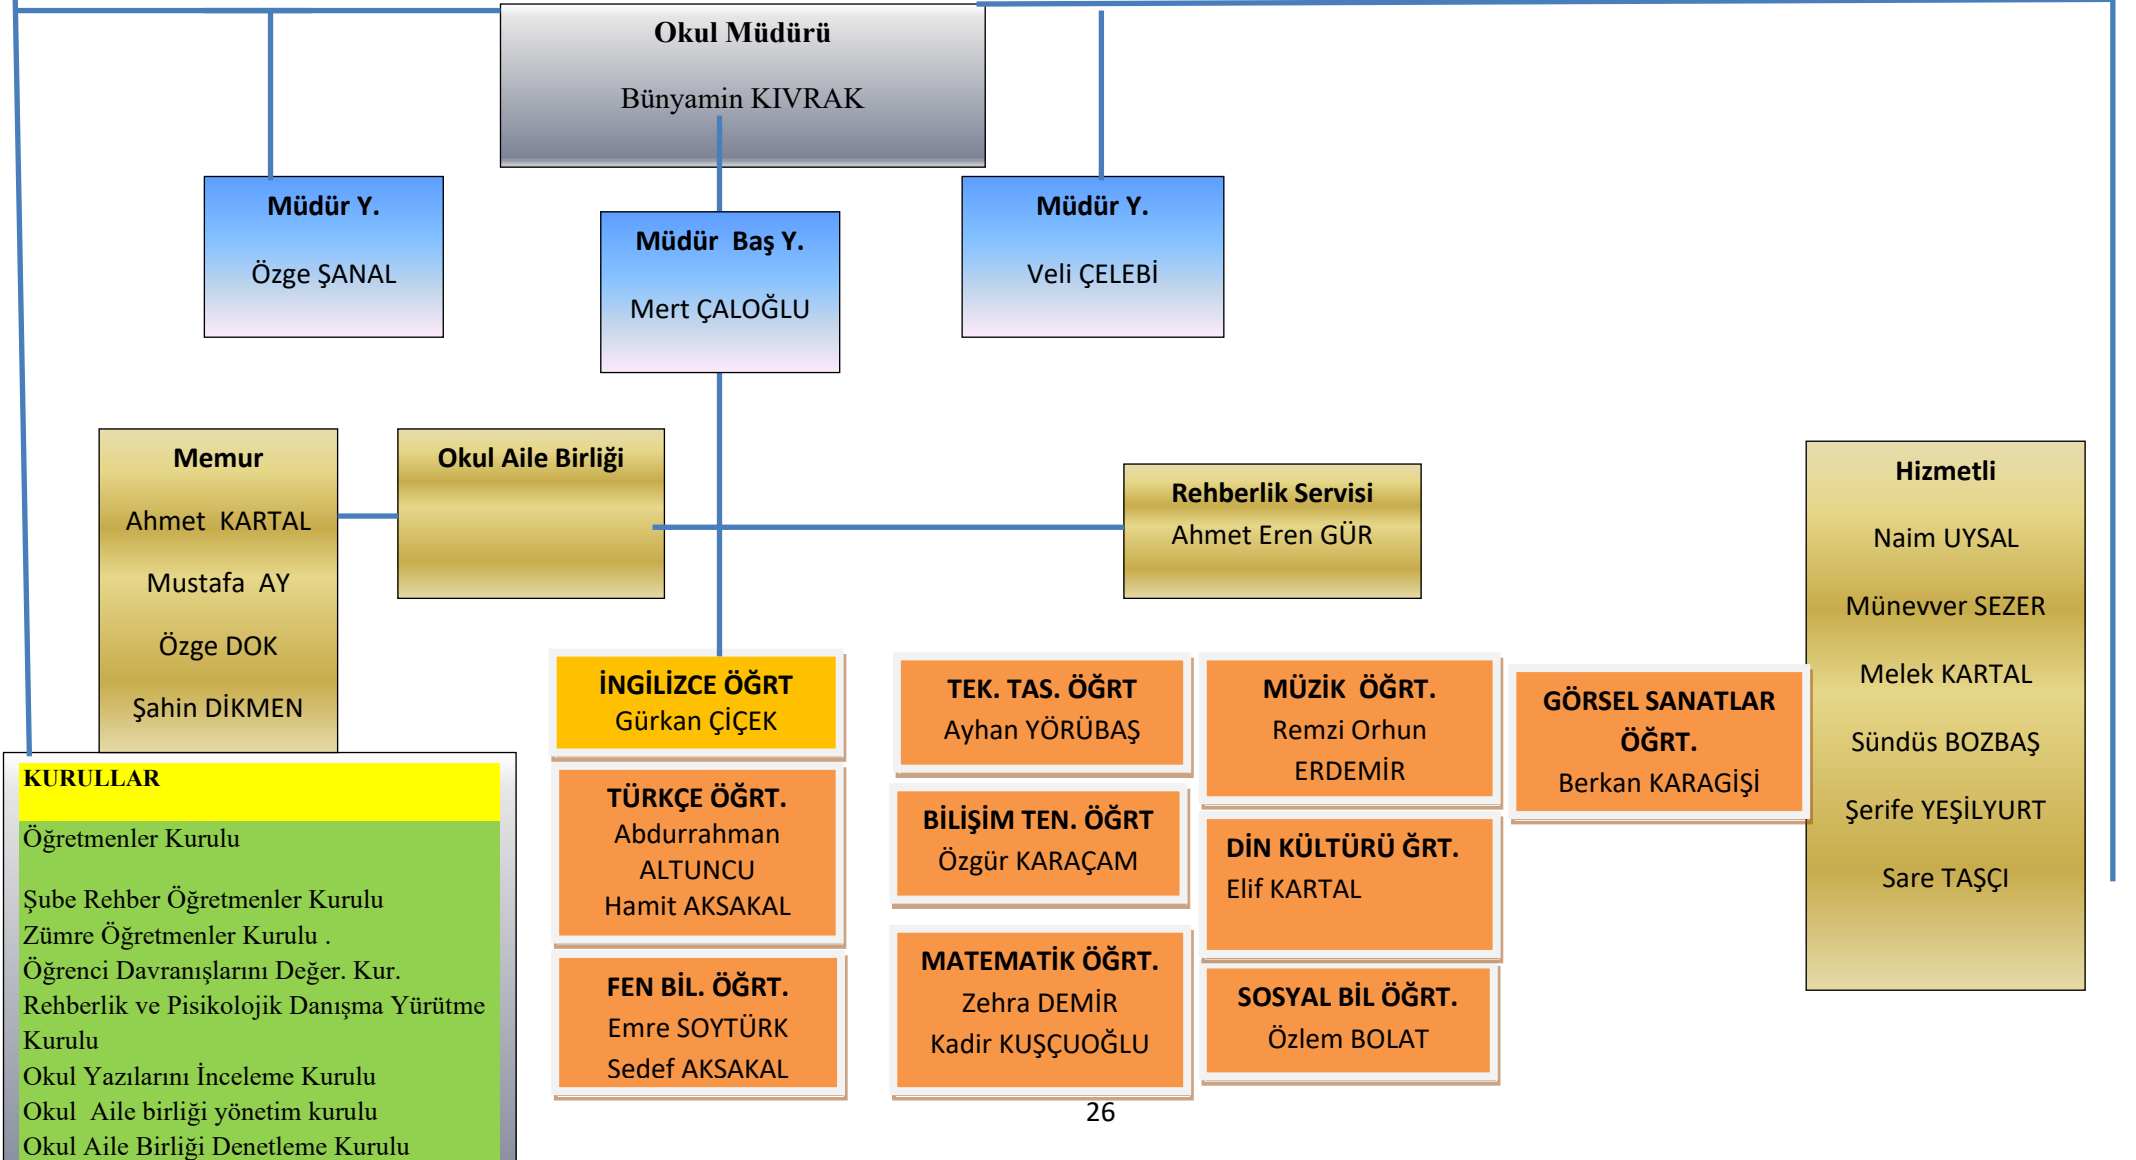 Okul Müdürü
Bünyamin KIVRAK
Müdür Y.
Özge ŞANAL
Müdür Baş Y.
Mert ÇALOĞLU
Müdür Y.
Veli ÇELEBİ
Memur
Ahmet KARTAL
Mustafa AY
Özge DOK
Şahin DİKMEN
Okul Aile Birliği
Rehberlik Servisi
Ahmet Eren GÜR
Hizmetli
Naim UYSAL
Münevver SEZER
Melek KARTAL
Sündüs BOZBAŞ
Şerife YEŞİLYURT
Sare TAŞÇI
KURULLAR
Öğretmenler Kurulu
Şube Rehber Öğretmenler Kurulu
Zümre Öğretmenler Kurulu .
Öğrenci Davranışlarını Değer. Kur.
Rehberlik ve Pisikolojik Danışma Yürütme
Kurulu
Okul Yazılarını İnceleme Kurulu
Okul Aile birliği yönetim kurulu
Okul Aile Birliği Denetleme Kurulu
İNGİLİZCE ÖĞRT
Gürkan ÇİÇEK
TÜRKÇE ÖĞRT.
Abdurrahman
ALTUNCU
Hamit AKSAKAL
FEN BİL. ÖĞRT.
Emre SOYTÜRK
Sedef AKSAKAL
TEK. TAS. ÖĞRT
Ayhan YÖRÜBAŞ
BİLİŞİM TEN. ÖĞRT
Özgür KARAÇAM
MATEMATİK ÖĞRT.
Zehra DEMİR
Kadir KUŞÇUOĞLU
MÜZİK ÖĞRT.
Remzi Orhun
ERDEMİR
DİN KÜLTÜRÜ ĞRT.
Elif KARTAL
SOSYAL BİL ÖĞRT.
Özlem BOLAT
GÖRSEL SANATLAR
ÖĞRT.
Berkan KARAGİŞİ
26